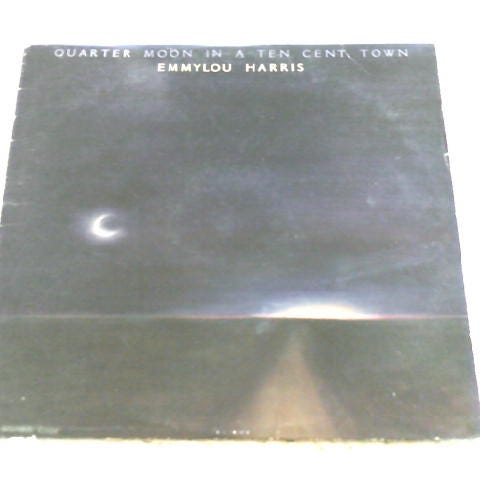 QUARTER MOON IN A TEN CENT TOWN
EMMYLOU HARRIS